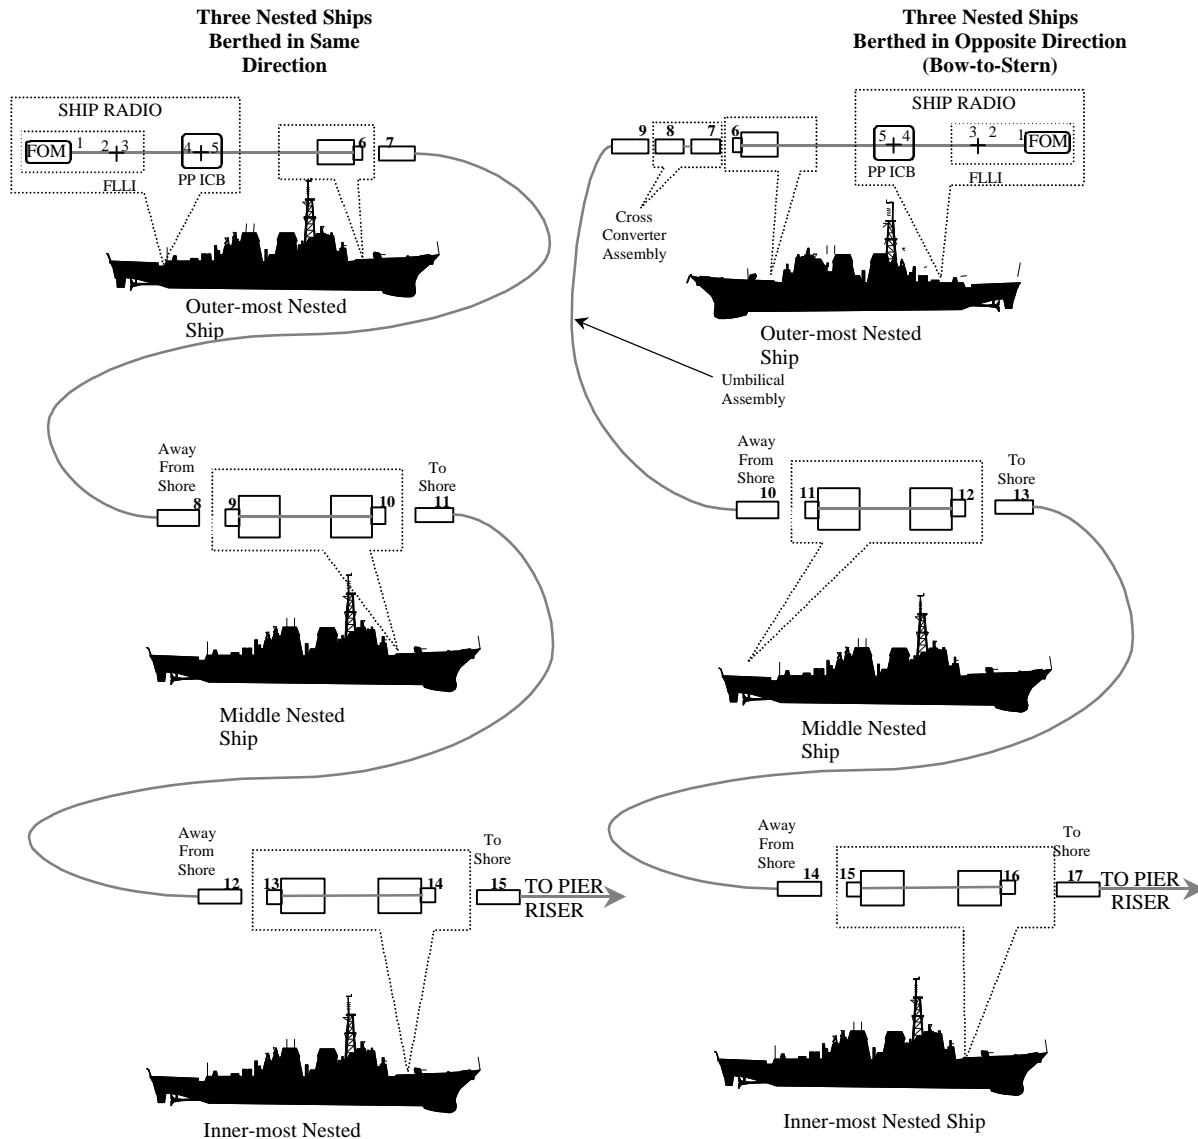 Three Nested Ships
Berthed in Same
Direction
SHIP RADIO
FOM
1
2
3
4
5
6
7
PP ICB
FLLI
Outer-most Nested
Ship
Away
From
Shore
8
9
10
To
Shore
11
Middle Nested
Ship
Away
From
Shore
12
13
14
To
Shore
15
TO PIER
RISER
Inner-most Nested
Three Nested Ships
Berthed in Opposite Direction
(Bow-to-Stern)
SHIP RADIO
9
8
7
6
5
4
3
2
1
FOM
PP ICB
FLLI
Cross
Converter
Assembly
Outer-most Nested
Ship
Umbilical
Assembly
Away
From
Shore
10
11
12
To
Shore
13
Middle Nested
Ship
Away
From
Shore
14
15
16
To
Shore
17
TO PIER
RISER
Inner-most Nested Ship